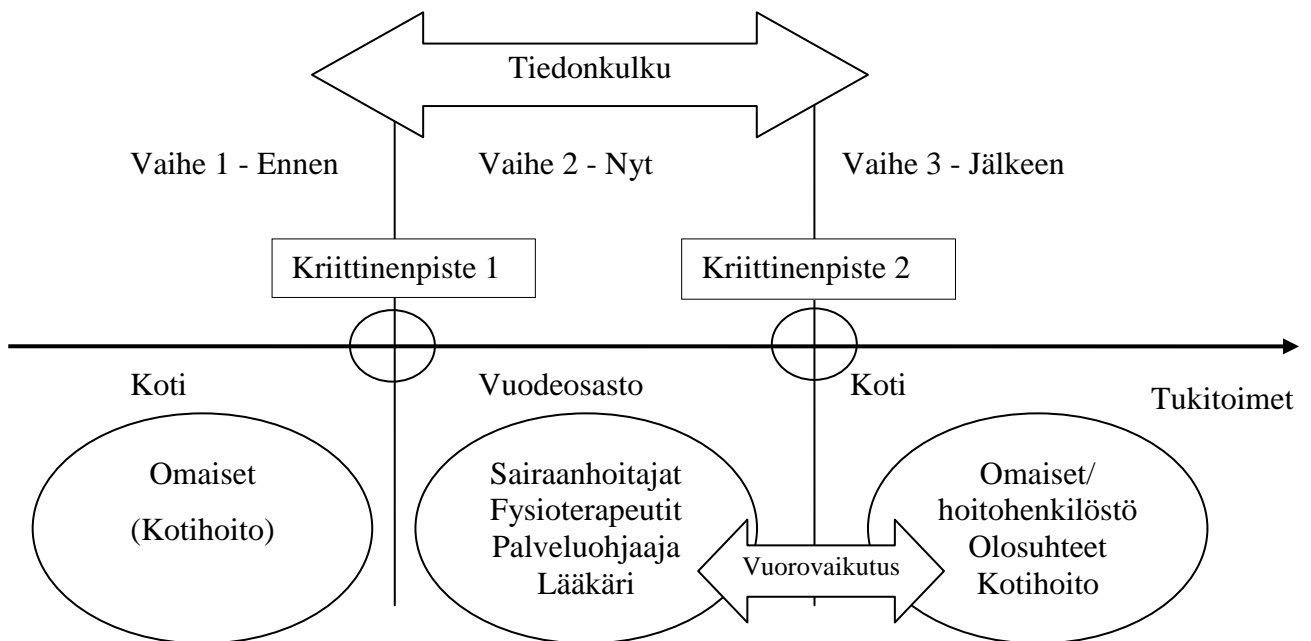 Tiedonkulku
Vaihe 1 - Ennen
Vaihe 2 - Nyt
Vaihe 3 - Jälkeen
Kriittinenpiste 1
Kriittinenpiste 2
Koti
Vuodeosasto
Koti
Tukitoimet
Omaiset
(Kotihoito)
Sairaanhoitajat
Fysioterapeutit
Palveluohjaaja
Lääkäri
Vuorovaikutus
Omaiset/
hoitohenkilöstö
Olosuhteet
Kotihoito